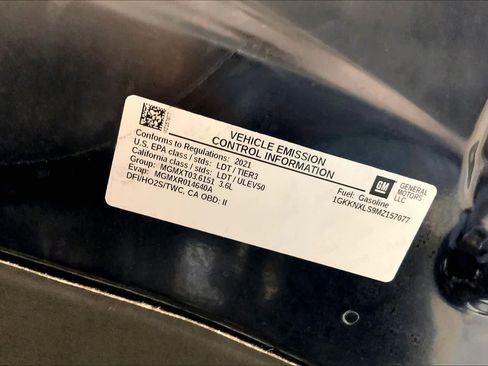 VEHICLE EMISSION
CONTROL INFORMATION
Conforms to Regulations: 2021
U.S. EPA class / stds: LDT / TIER3
California class / stds: LDT / ULEV50
Group: MGMXT03.6151 3.6L
Evap: MGMXR014640A
DFI/HO2S/TWC, CA OBD: II
Fuel: Gasoline
1GKKNXLS9MZ157077
GM
GENERAL
MOTORS
LLC